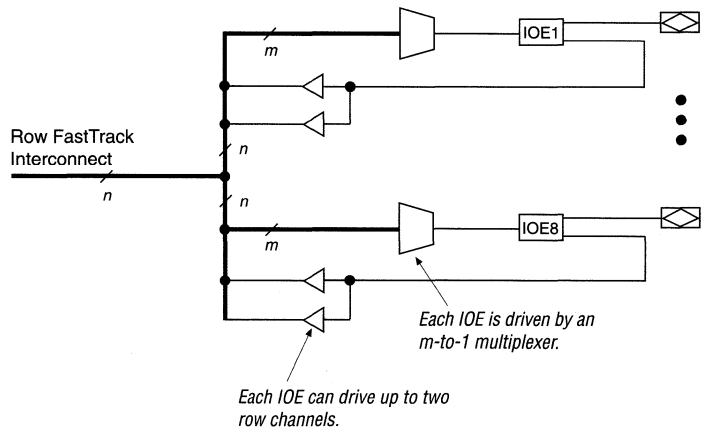 m
IOE1
Row FastTrack
Interconnect
n
n
n
m
IOE8
Each IOE is driven by an
m-to-1 multiplexer.
Each IOE can drive up to two
row channels.